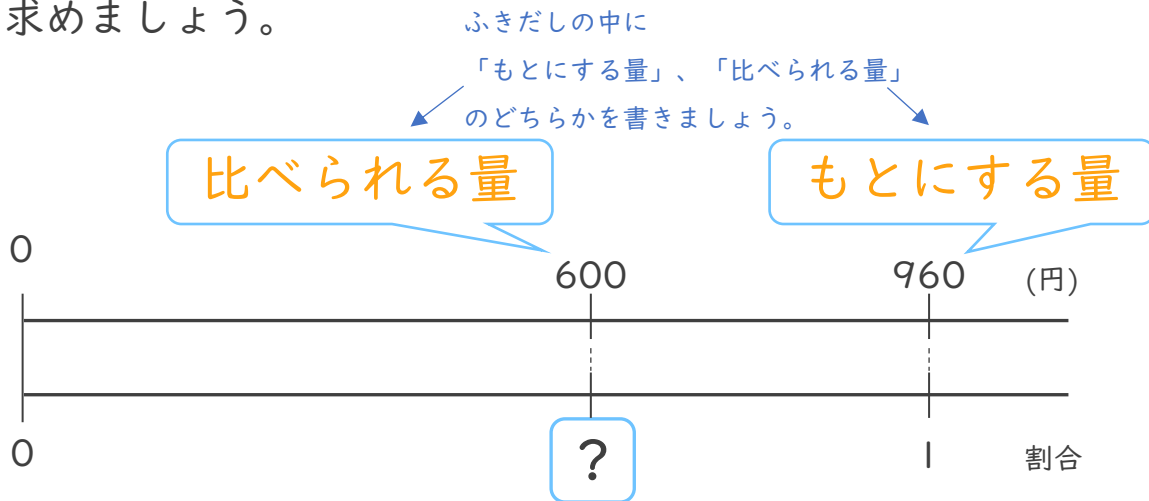 求めましょう。
ふきだしの中に
「もとにする量」、「比べられる量」
のどちらかを書きましょう。
比べられる量
もとにする量
0
600
960
(円)
0
?
1
割合